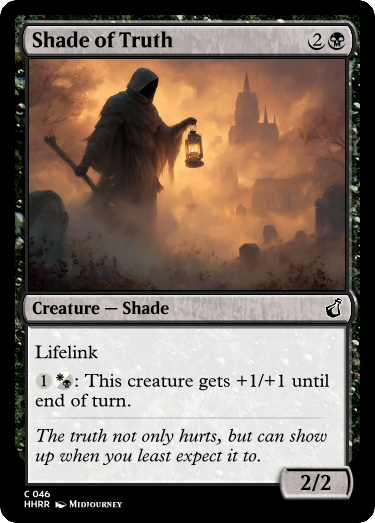 Shade of Truth 2
Creature — Shade
Lifelink
1 : This creature gets +1/+1 until
end of turn.
The truth not only hurts, but can show
up when you least expect it to.
2/2
C 046
HHRR Midjourney